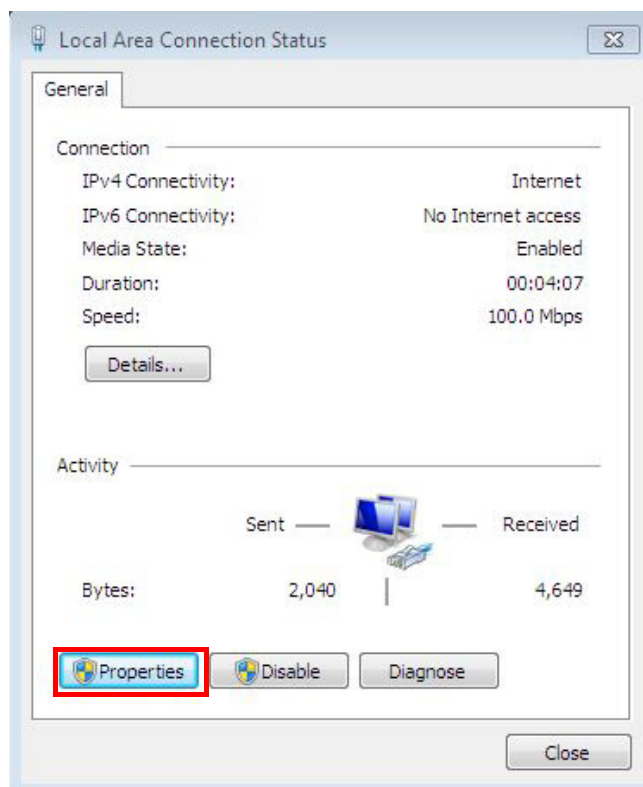 Local Area Connection Status
General
Connection
IPv4 Connectivity: Internet
IPv6 Connectivity: No Internet access
Media State: Enabled
Duration: 00:04:07
Speed: 100.0 Mbps
Details...
Activity
Sent Received
Bytes: 2,040 4,649
Properties Disable Diagnose
Close